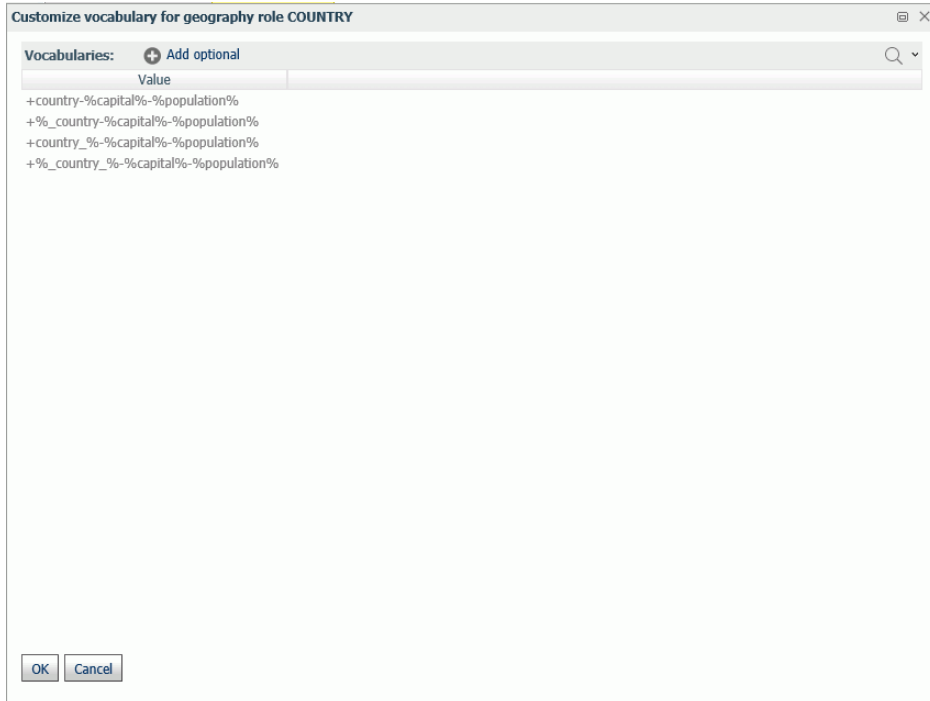 Customize vocabulary for geography role COUNTRY
Vocabularies: Add optional
Value
+country-%capital%-%population%
+%_country-%capital%-%population%
+country_%-%capital%-%population%
+%_country_%-%capital%-%population%
OK Cancel